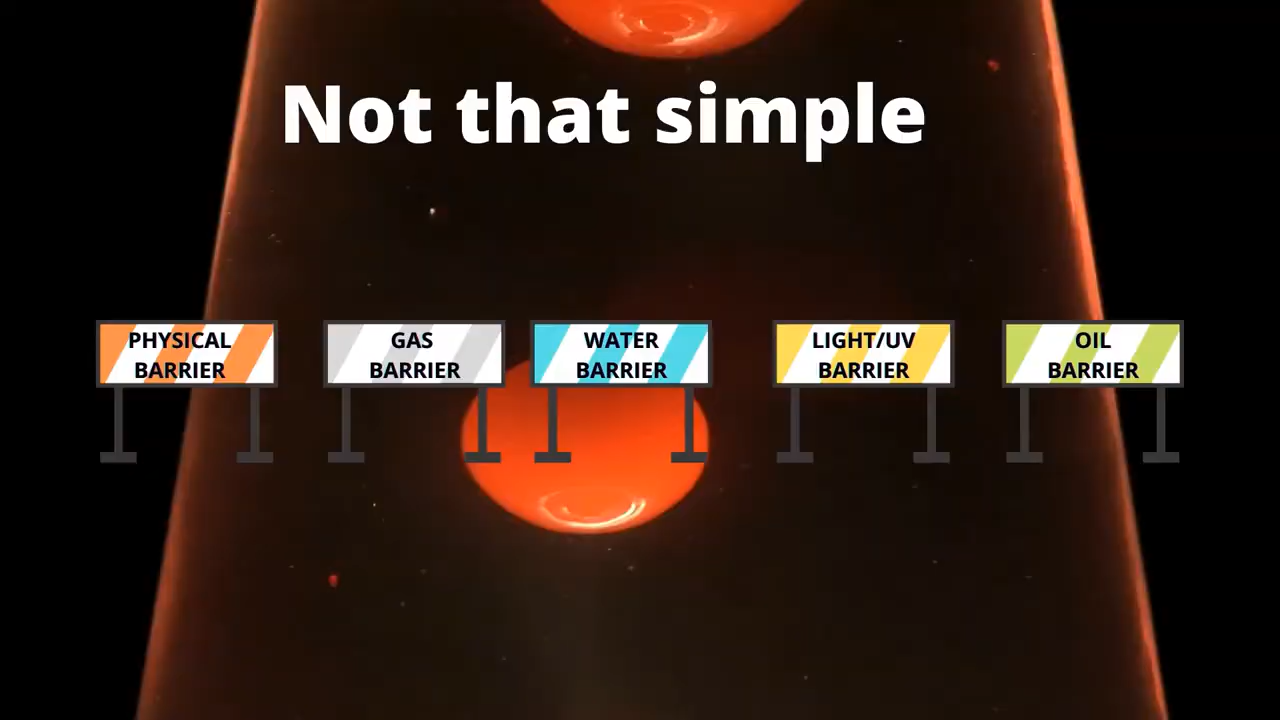 Not that simple
PHYSICAL
BARRIER
GAS
BARRIER
WATER
BARRIER
LIGHT/UV
BARRIER
OIL
BARRIER